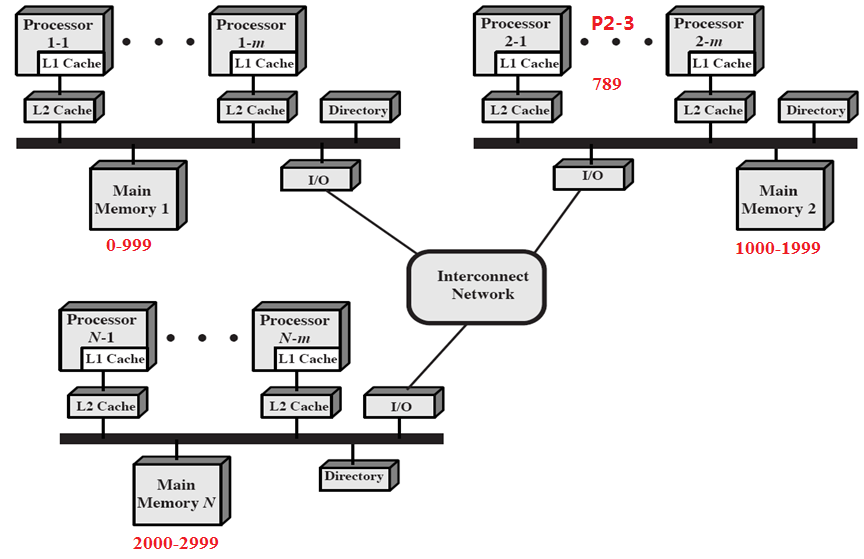 Processor
1-1
L1 Cache
Processor
1-m
L1 Cache
L2 Cache
L2 Cache
Directory
Main
Memory 1
I/O
0-999
P2-3
Processor
2-1
L1 Cache
Processor
2-m
L1 Cache
789
L2 Cache
L2 Cache
Directory
I/O
Main
Memory 2
1000-1999
Interconnect
Network
Processor
N-1
L1 Cache
Processor
N-m
L1 Cache
L2 Cache
L2 Cache
I/O
Main
Memory N
Directory
2000-2999